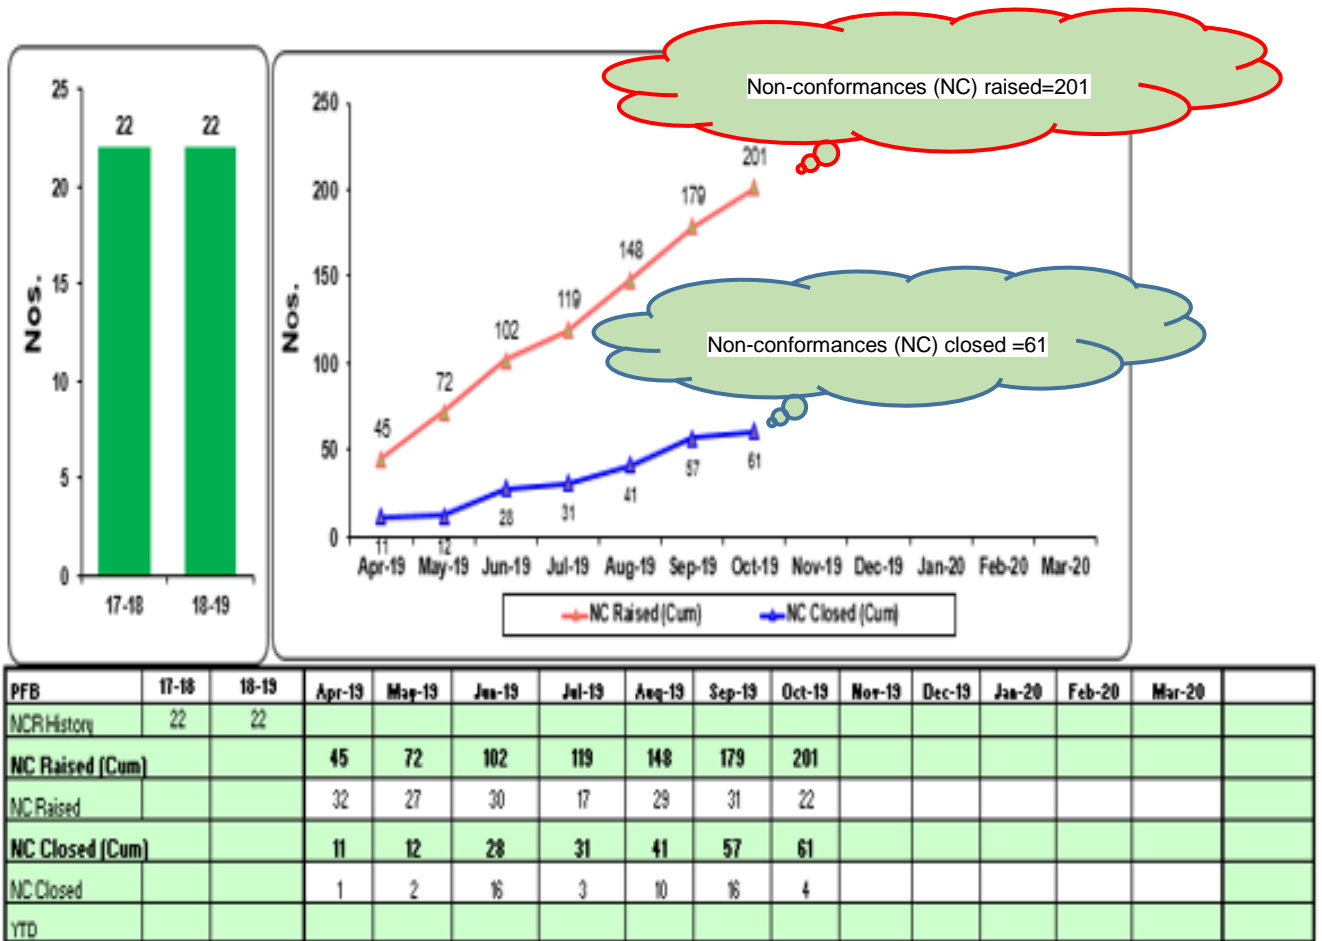 Non-conformances (NC) raised=201
25
20
15
10
5
0
Nos.
22 22
17-18 18-19
250
200
150
100
50
0
Nos.
45 72 102 119 148 179 201
Non-conformances (NC) closed =61
11 12 28 31 41 57 61
Apr-19 May-19 Jun-19 Jul-19 Aug-19 Sep-19 Oct-19 Nov-19 Dec-19 Jan-20 Feb-20 Mar-20
NC Raised (Cum) NC Closed (Cum)
PFB 17-18 18-19 Apr-19 May-19 Jun-19 Jul-19 Aug-19 Sep-19 Oct-19 Nov-19 Dec-19 Jan-20 Feb-20 Mar-20
NCR History 22 22
NC Raised (Cum) 45 72 102 119 148 179 201
NC Raised 32 27 30 17 29 31 22
NC Closed (Cum) 11 12 28 31 41 57 61
NC Closed 1 2 16 3 10 16 4
YTD